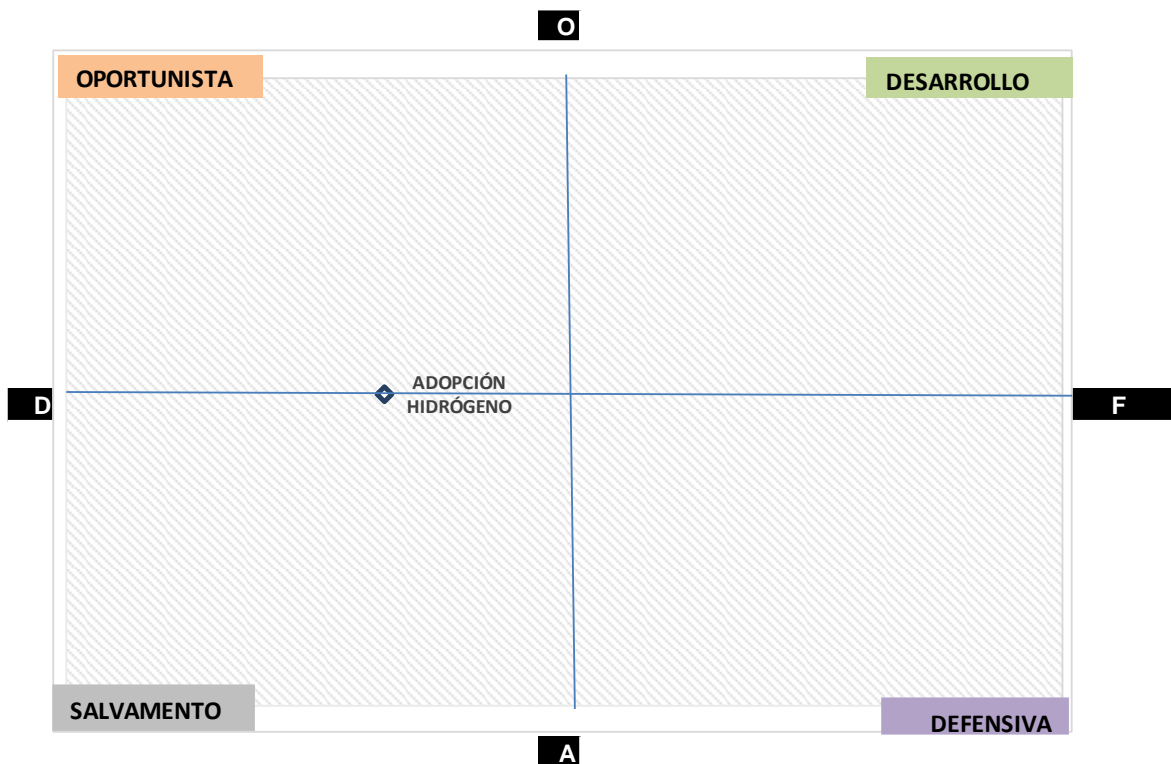 O
OPORTUNISTA
DESARROLLO
ADOPCIÓN
HIDRÓGENO
D
F
SALVAMENTO
DEFENSIVA
A